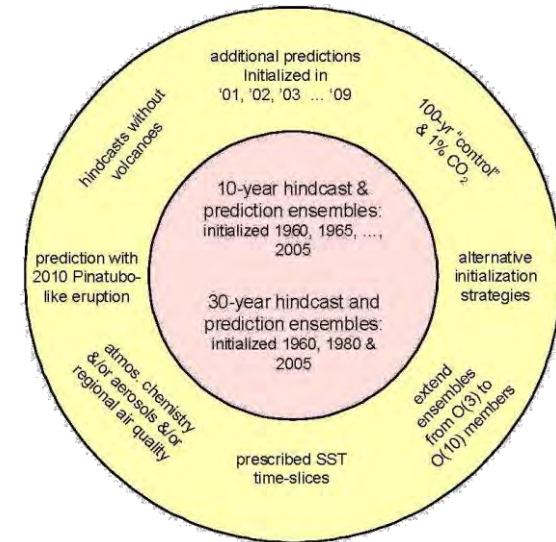 additional predictions
Initialized in
'01, '02, '03 ... '09
hindcasts without
volcanoes
100-yr "control"
& 1% CO2
10-year hindcast &
prediction ensembles:
initialized 1960, 1965, ...,
2005
prediction with
2010 Pinatubo-
like eruption
alternative
initialization
strategies
30-year hindcast and
prediction ensembles:
initialized 1960, 1980 &
2005
atmos. chemistry
&/or aerosols &/or
regional air quality
extend
ensembles
from O(3) to
O(10) members
prescribed SST
time-slices